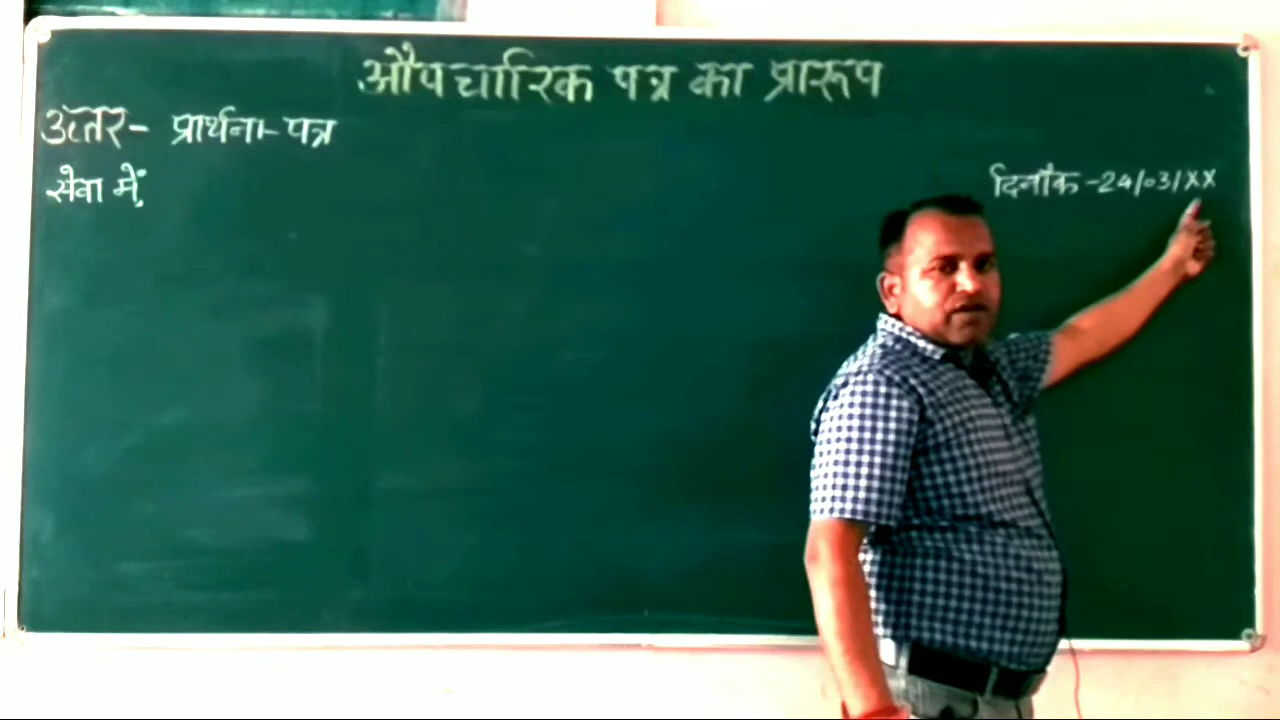 औपचारिक पत्र का प्रारूप
उत्तर- प्रार्थना-पत्र
सेवा में,
दिनाँक -24/03/XX